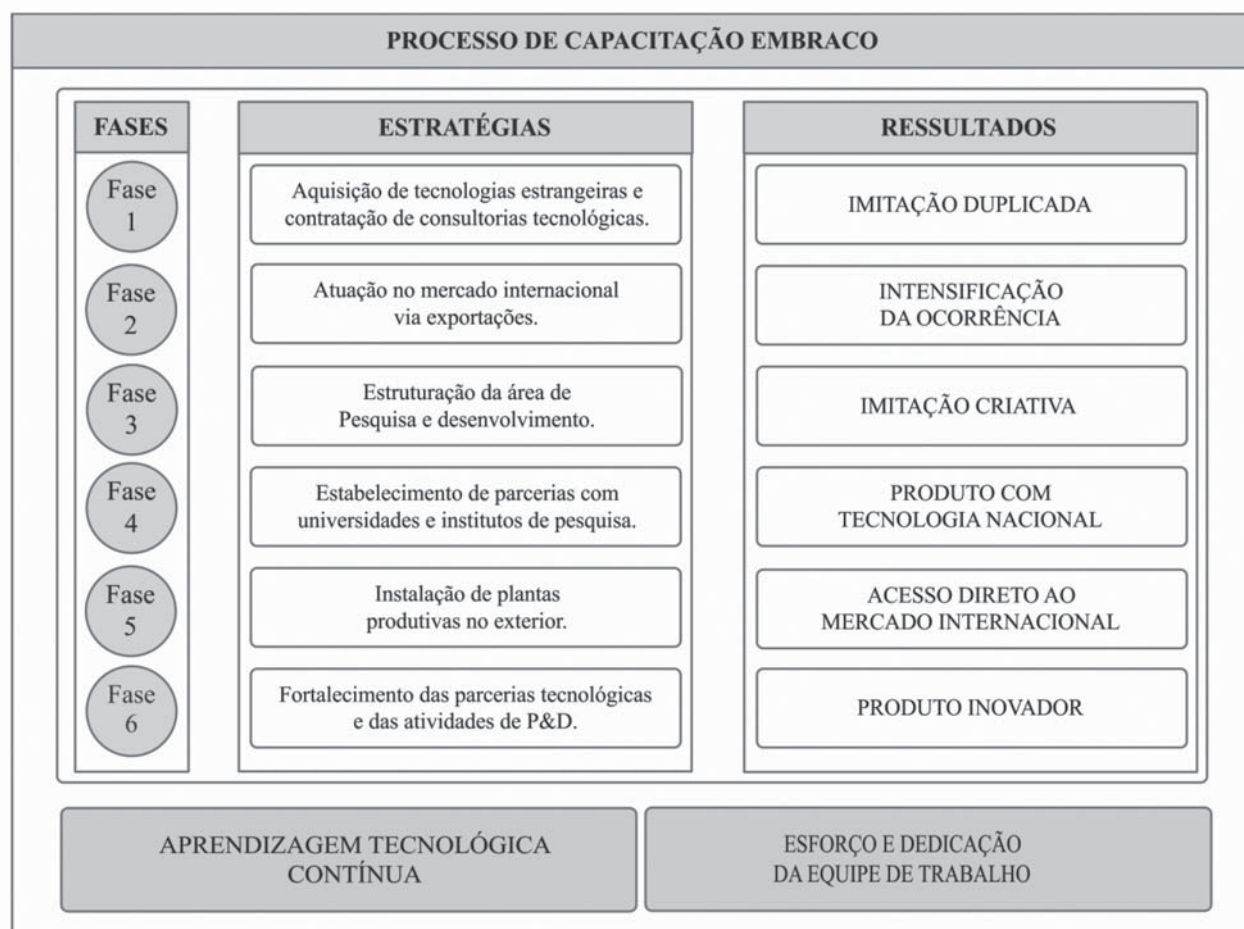 PROCESSO DE CAPACITAÇÃO EMBRACO
FASES
ESTRATÉGIAS
RESSULTADOS
Fase
1
Aquisição de tecnologias estrangeiras e
contratação de consultorias tecnológicas.
IMITAÇÃO DUPLICADA
Fase
2
Atuação no mercado internacional
via exportações.
INTENSIFICAÇÃO
DA OCORRÊNCIA
Fase
3
Estruturação da área de
Pesquisa e desenvolvimento.
IMITAÇÃO CRIATIVA
Fase
4
Estabelecimento de parcerias com
universidades e institutos de pesquisa.
PRODUTO COM
TECNOLOGIA NACIONAL
Fase
5
Instalação de plantas
produtivas no exterior.
ACESSO DIRETO AO
MERCADO INTERNACIONAL
Fase
6
Fortalecimento das parcerias tecnológicas
e das atividades de P&D.
PRODUTO INOVADOR
APRENDIZAGEM TECNOLÓGICA
CONTÍNUA
ESFORÇO E DEDICAÇÃO
DA EQUIPE DE TRABALHO